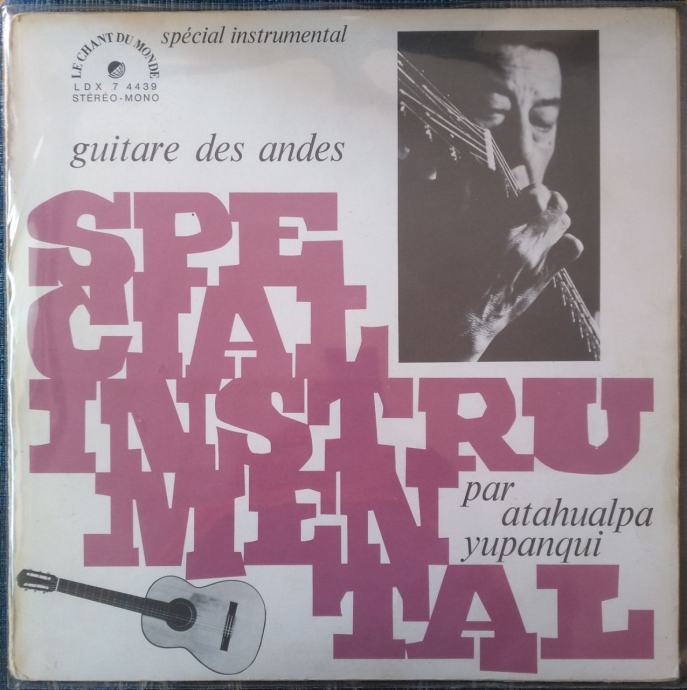 LE CHANT DU MONDE
LDX 7 4439
STÉRÉO-MONO
spécial instrumental
guitare des andes
SPE
CIAL
INSTRU
MEN
TAL
par
atahualpa
yupanqui